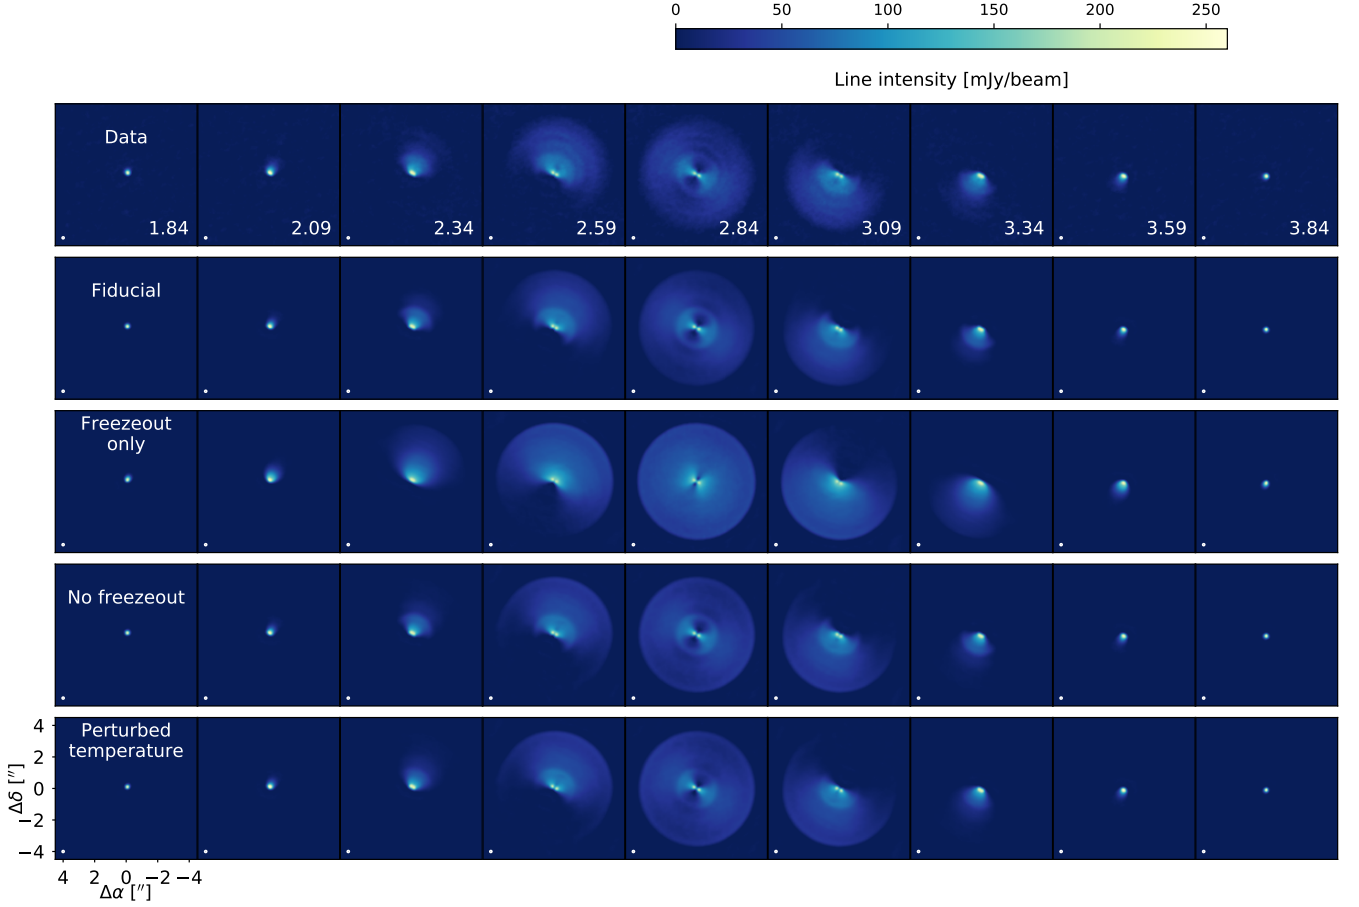 0 50 100 150 200 250
Line intensity [mJy/beam]
Data
1.84 2.09 2.34 2.59 2.84 3.09 3.34 3.59 3.84
Fiducial
Freezeout
only
No freezeout
Perturbed
temperature
4
2
0
−2
−4
Δδ [″]
4 2 0 −2 −4
Δα [″]